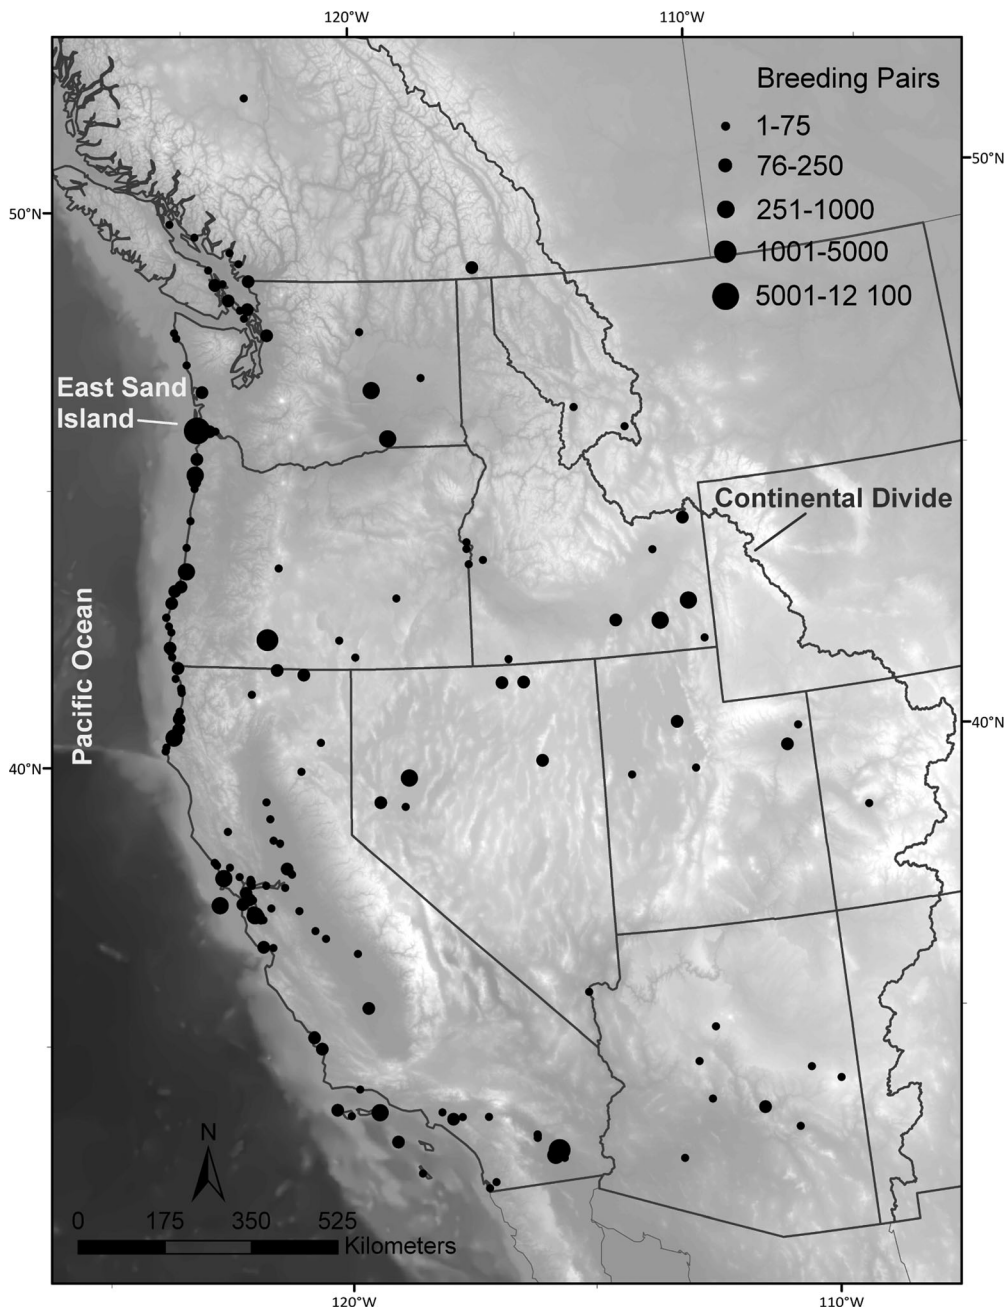 120°W
110°W
Breeding Pairs
1-75
76-250
251-1000
1001-5000
5001-12 100
50°N
50°N
East Sand
Island
Continental Divide
Pacific Ocean
40°N
40°N
N
0 175 350 525
Kilometers
120°W
110°W